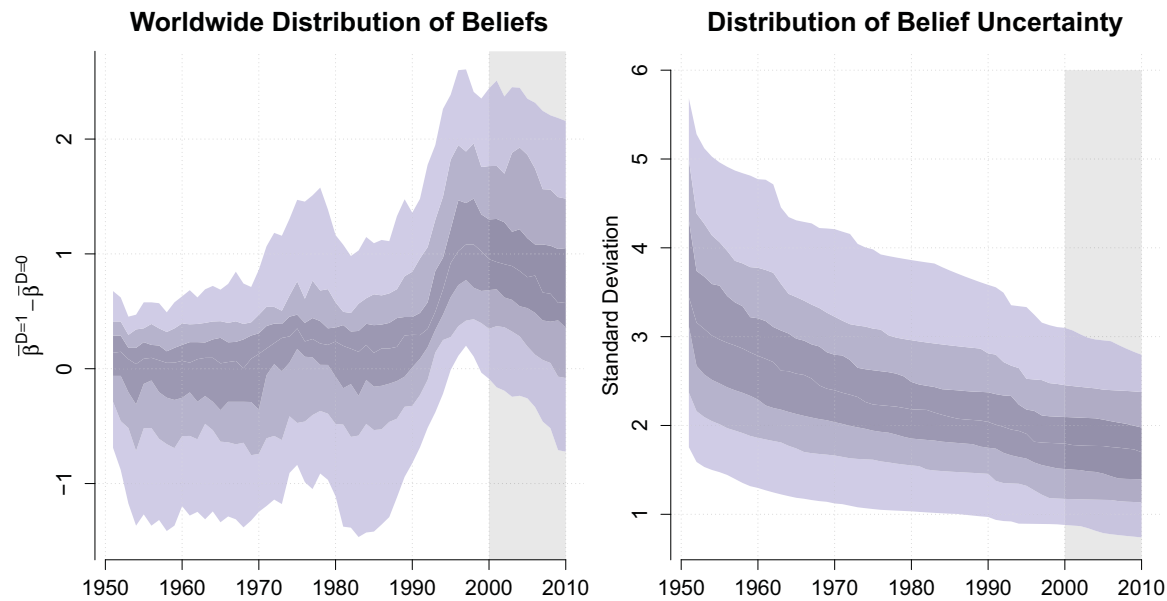 Worldwide Distribution of Beliefs
β̅ᴰ⁼¹ − β̅ᴰ⁼⁰
2
1
0
−1
1950 1960 1970 1980 1990 2000 2010
Distribution of Belief Uncertainty
Standard Deviation
6
5
4
3
2
1
1950 1960 1970 1980 1990 2000 2010